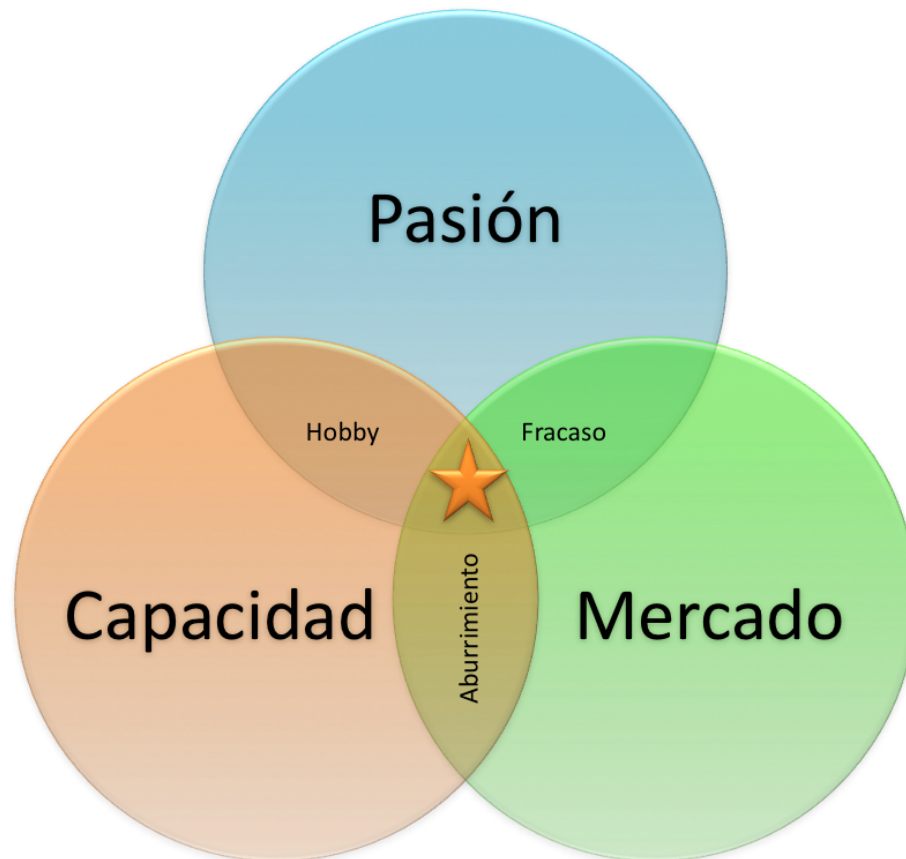 Pasión
Hobby
Fracaso
Aburrimiento
Capacidad
Mercado